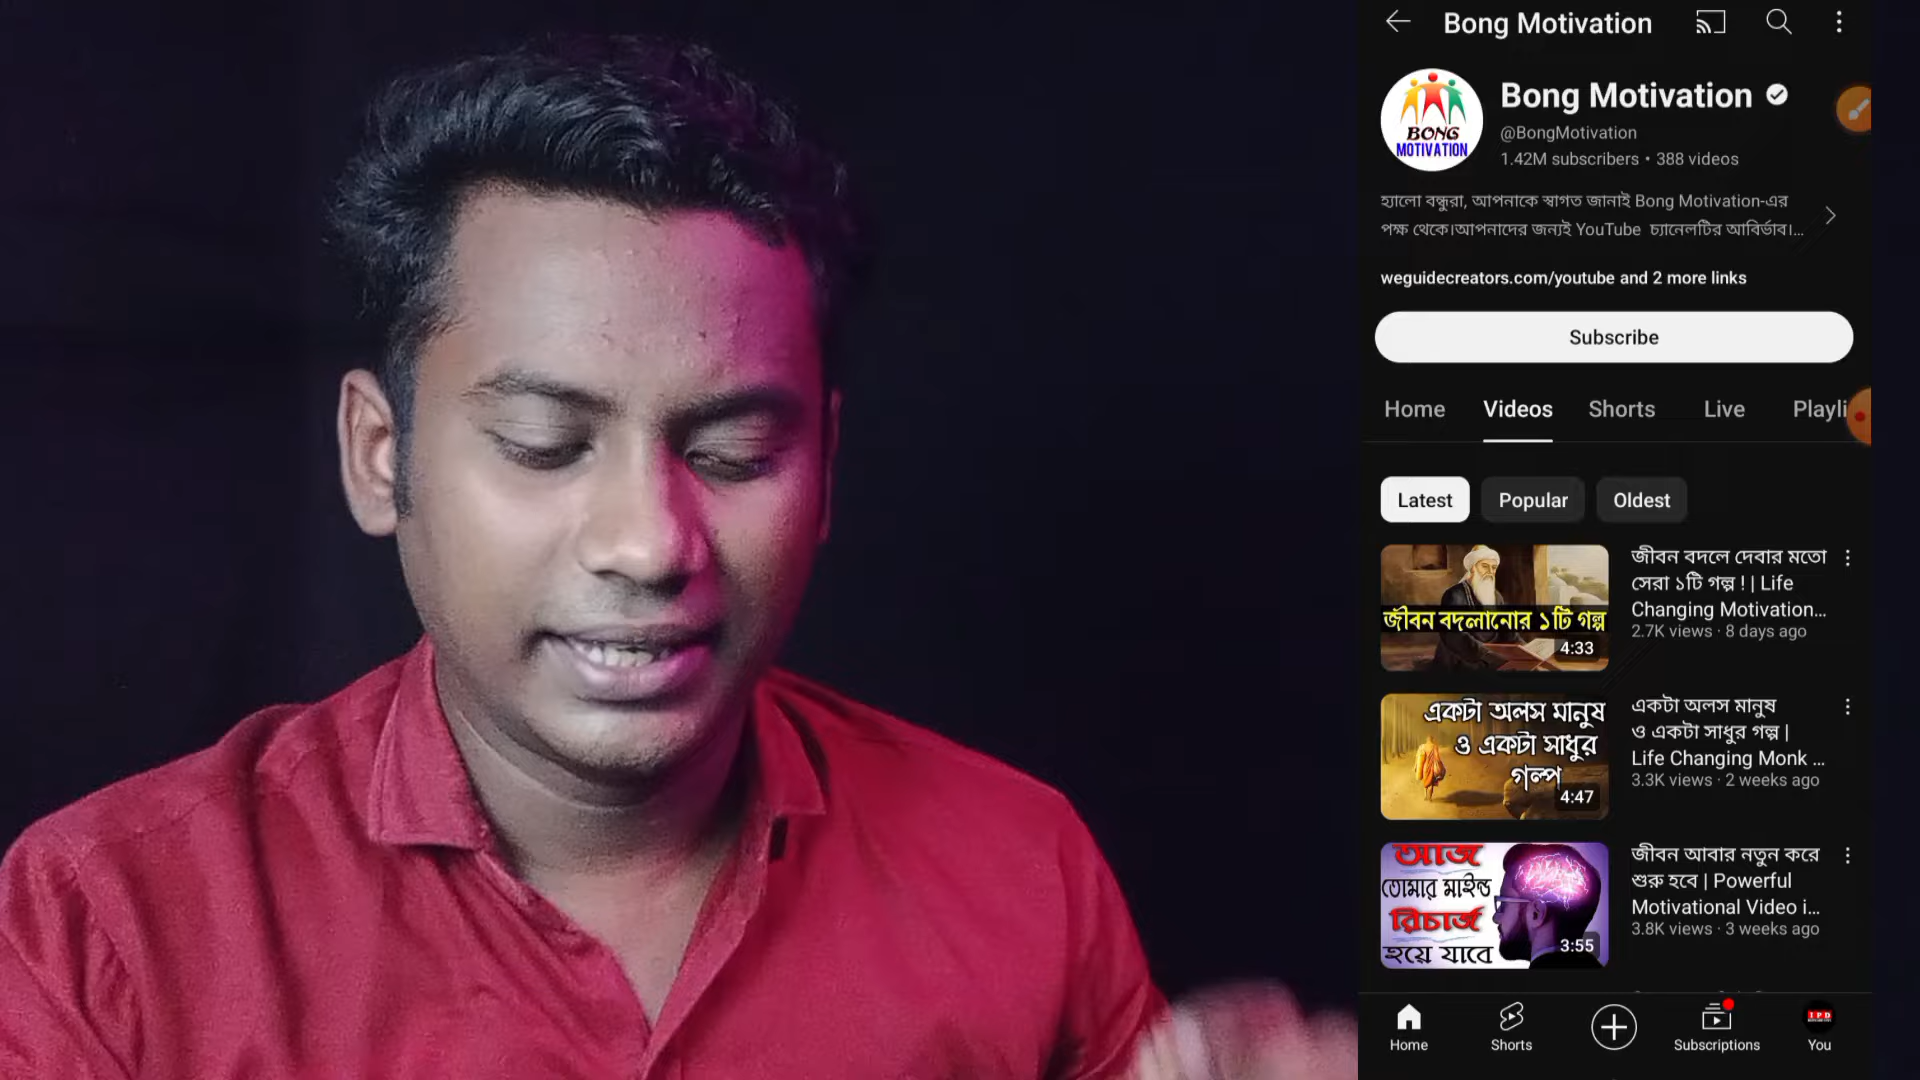 Bong Motivation
BONG
MOTIVATION
Bong Motivation
@BongMotivation
1.42M subscribers • 388 videos
হ্যালো বন্ধুরা, আপনাকে স্বাগত জানাই Bong Motivation-এর
পক্ষ থেকে।আপনাদের জন্যই YouTube চ্যানেলটির আবির্ভাব।...
weguidecreators.com/youtube and 2 more links
Subscribe
Home Videos Shorts Live Playli
Latest Popular Oldest
জীবন বদলানোর ১টি গল্প
4:33
জীবন বদলে দেবার মতো
সেরা ১টি গল্প ! | Life
Changing Motivation...
2.7K views · 8 days ago
একটা অলস মানুষ
ও একটা সাধুর
গল্প
4:47
একটা অলস মানুষ
ও একটা সাধুর গল্প |
Life Changing Monk ...
3.3K views · 2 weeks ago
আজ
তোমার মাইন্ড
রিচার্জ
হয়ে যাবে
3:55
জীবন আবার নতুন করে
শুরু হবে | Powerful
Motivational Video i...
3.8K views · 3 weeks ago
Home Shorts Subscriptions You
IPD